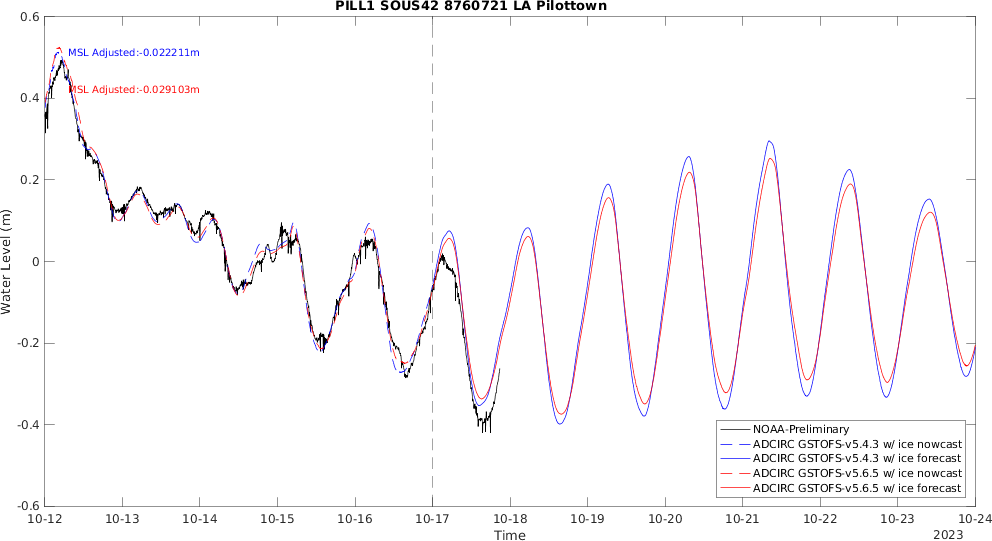 PILL1 SOUS42 8760721 LA Pilottown
MSL Adjusted:-0.022211m
MSL Adjusted:-0.029103m
Water Level (m)
0.6
0.4
0.2
0
-0.2
-0.4
-0.6
NOAA-Preliminary
ADCIRC GSTOFS-v5.4.3 w/ ice nowcast
ADCIRC GSTOFS-v5.4.3 w/ ice forecast
ADCIRC GSTOFS-v5.6.5 w/ ice nowcast
ADCIRC GSTOFS-v5.6.5 w/ ice forecast
10-12 10-13 10-14 10-15 10-16 10-17 10-18 10-19 10-20 10-21 10-22 10-23 10-24
Time
2023